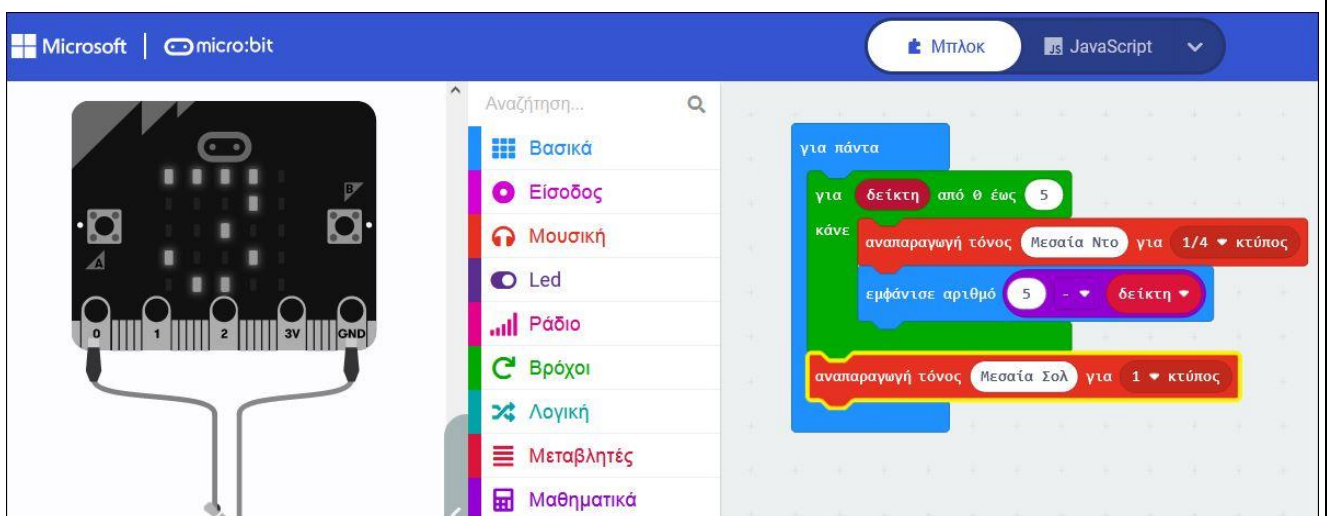 Microsoft | micro:bit
Μπλοκ
JS JavaScript
Αναζήτηση...
Βασικά
Είσοδος
Μουσική
Led
Ράδιο
Βρόχοι
Λογική
Μεταβλητές
Μαθηματικά
B
A
0 1 2 3V GND
για πάντα
για δείκτη από 0 έως 5
κάνε
αναπαραγωγή τόνος Μεσαία Ντο για 1/4 κτύπος
εμφάνισε αριθμό 5 - δείκτη
αναπαραγωγή τόνος Μεσαία Σολ για 1 κτύπος